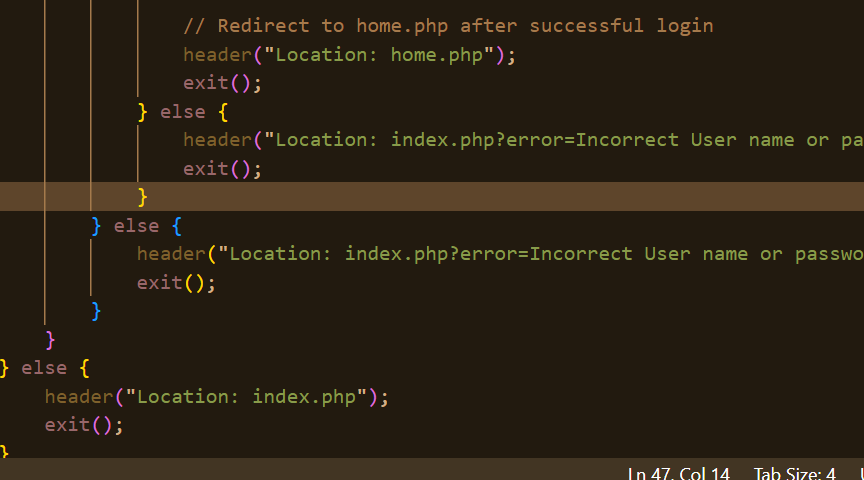 // Redirect to home.php after successful login
header("Location: home.php");
exit();
} else {
header("Location: index.php?error=Incorrect User name or pa
exit();
}
} else {
header("Location: index.php?error=Incorrect User name or passwo
exit();
}
}
} else {
header("Location: index.php");
exit();
}
Ln 47, Col 14 Tab Size: 4